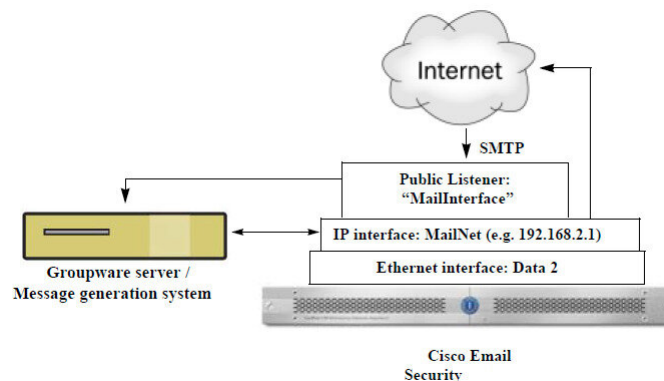 Internet
SMTP
Public Listener:
“MailInterface”
IP interface: MailNet (e.g. 192.168.2.1)
Ethernet interface: Data 2
Groupware server /
Message generation system
Cisco Email
Security